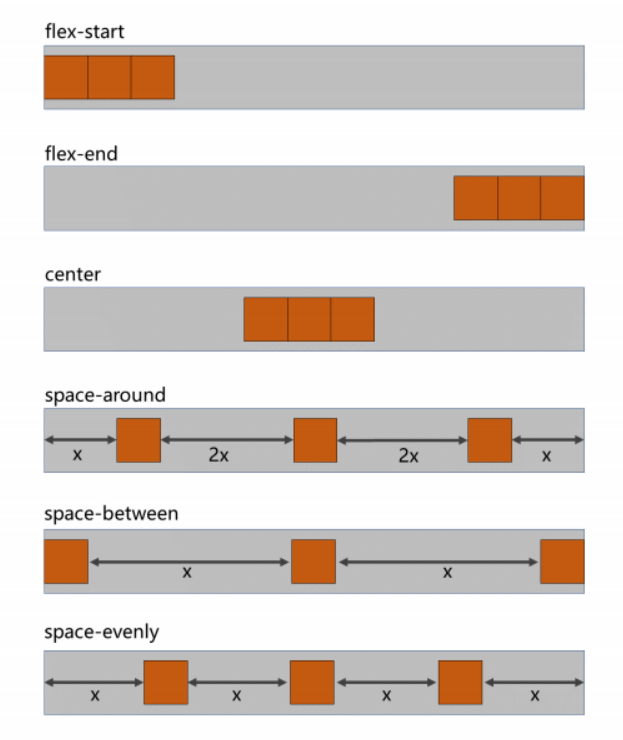 flex-start
flex-end
center
space-around
x 2x 2x x
space-between
x x
space-evenly
x x x x